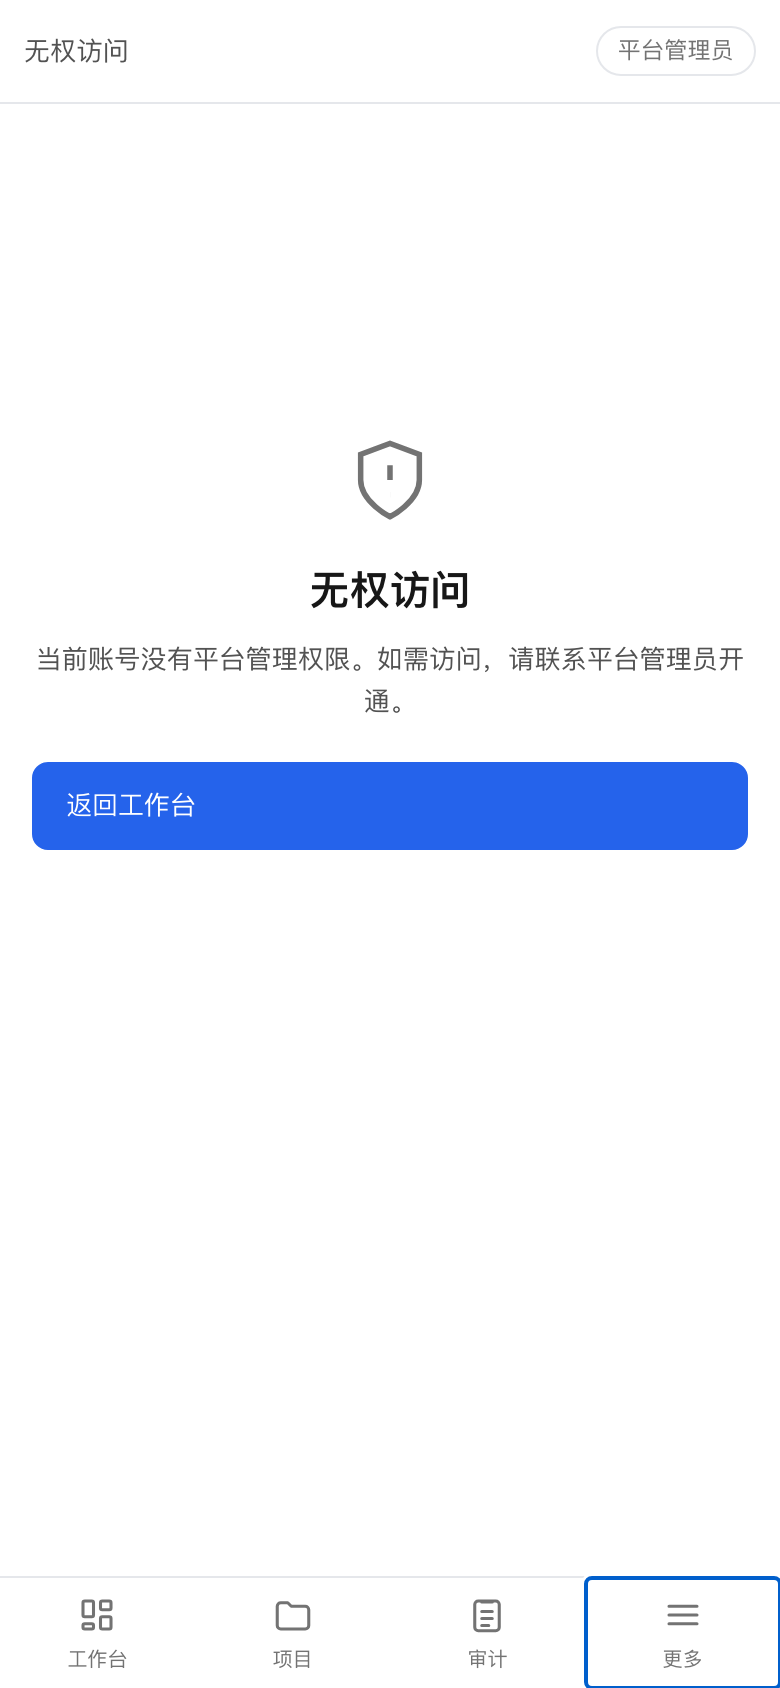 无权访问
平台管理员
无权访问
当前账号没有平台管理权限。如需访问，请联系平台管理员开
通。
返回工作台
工作台
项目
审计
更多